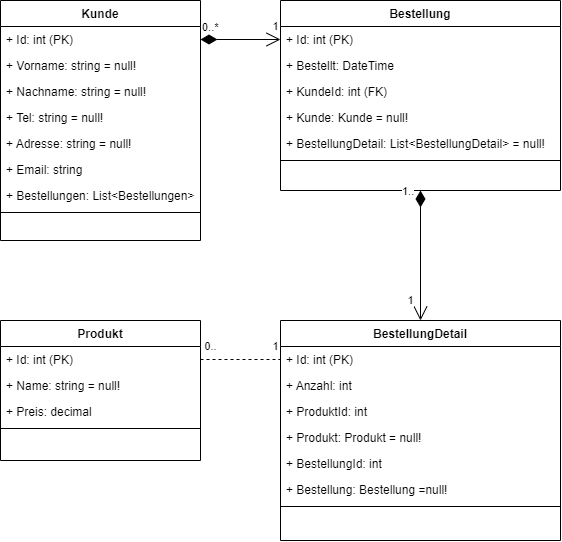 Kunde
+ Id: int (PK)
+ Vorname: string = null!
+ Nachname: string = null!
+ Tel: string = null!
+ Adresse: string = null!
+ Email: string
+ Bestellungen: List<Bestellungen>
0..*
1
Bestellung
+ Id: int (PK)
+ Bestellt: DateTime
+ KundeId: int (FK)
+ Kunde: Kunde = null!
+ BestellungDetail: List<BestellungDetail> = null!
1..
1
Produkt
+ Id: int (PK)
+ Name: string = null!
+ Preis: decimal
0..
1
BestellungDetail
+ Id: int (PK)
+ Anzahl: int
+ ProduktId: int
+ Produkt: Produkt = null!
+ BestellungId: int
+ Bestellung: Bestellung =null!